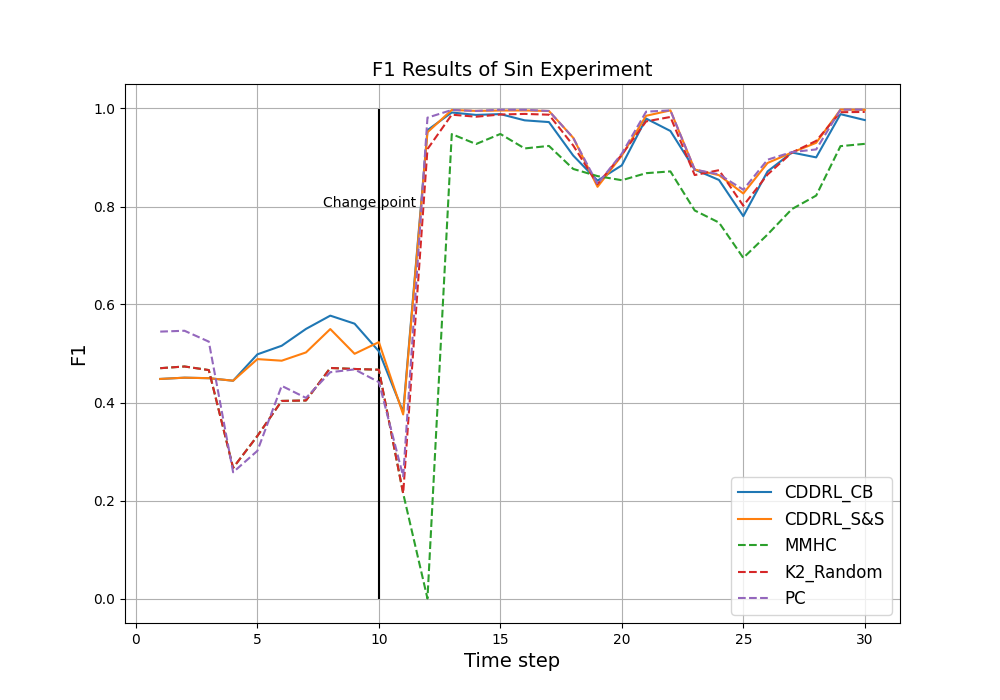 F1 Results of Sin Experiment
1.0
0.8
0.6
0.4
0.2
0.0
F1
Change point
CDDRL_CB
CDDRL_S&S
MMHC
K2_Random
PC
0 5 10 15 20 25 30
Time step